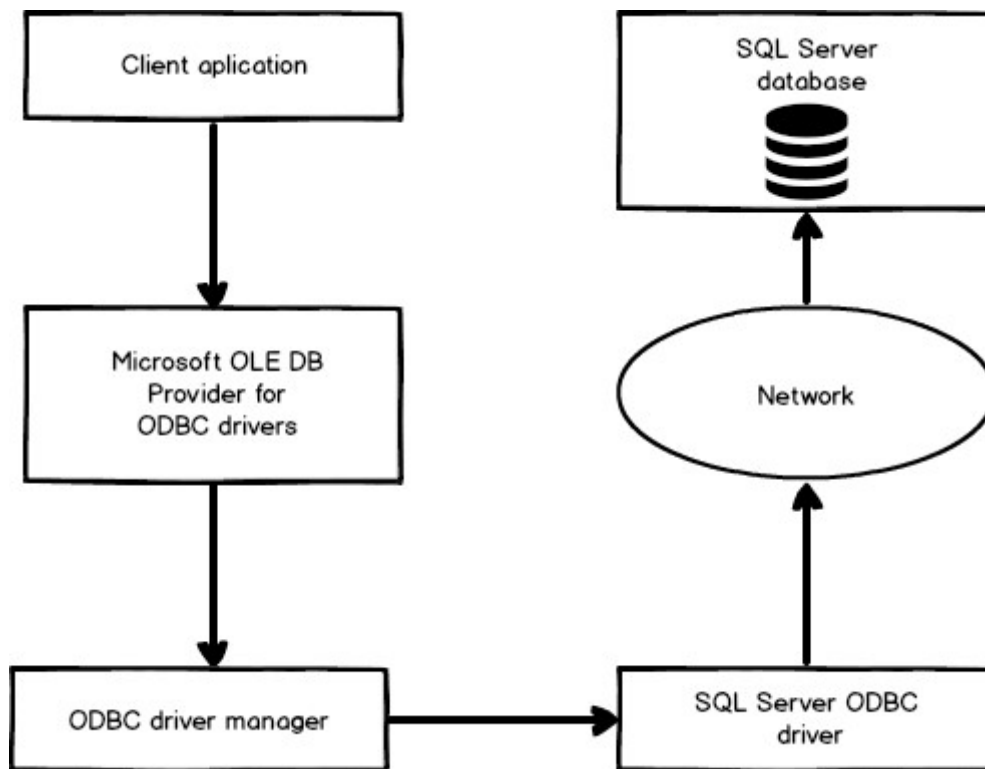 Client aplication
Microsoft OLE DB
Provider for
ODBC drivers
ODBC driver manager
SQL Server ODBC
driver
Network
SQL Server
database